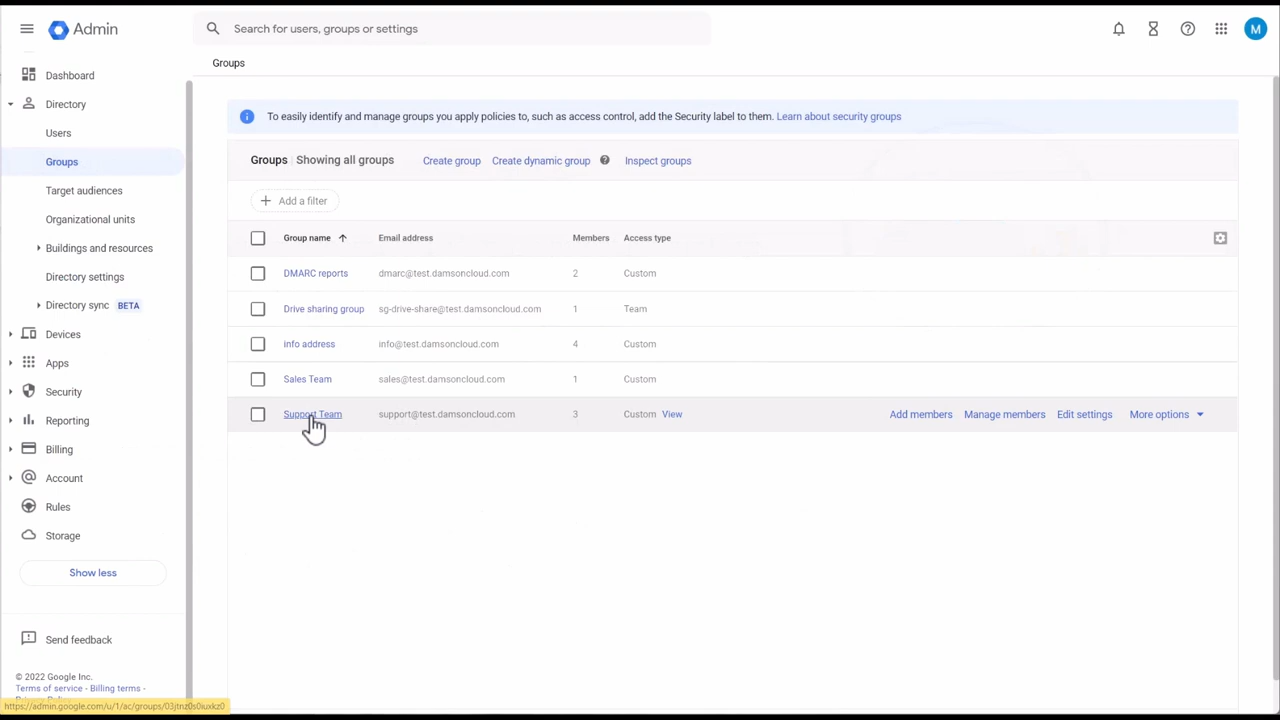 Admin
Search for users, groups or settings
M
Dashboard
Directory
Users
Groups
Target audiences
Organizational units
Buildings and resources
Directory settings
Directory sync BETA
Devices
Apps
Security
Reporting
Billing
Account
Rules
Storage
Show less
Send feedback
© 2022 Google Inc.
Terms of service - Billing terms -
https://admin.google.com/u/1/ac/groups/03jtnz0s0iuxkz0
Groups
To easily identify and manage groups you apply policies to, such as access control, add the Security label to them. Learn about security groups
Groups | Showing all groups Create group Create dynamic group Inspect groups
+ Add a filter
Group name Email address Members Access type
DMARC reports dmarc@test.damsoncloud.com 2 Custom
Drive sharing group sg-drive-share@test.damsoncloud.com 1 Team
info address info@test.damsoncloud.com 4 Custom
Sales Team sales@test.damsoncloud.com 1 Custom
Support Team support@test.damsoncloud.com 3 Custom View Add members Manage members Edit settings More options